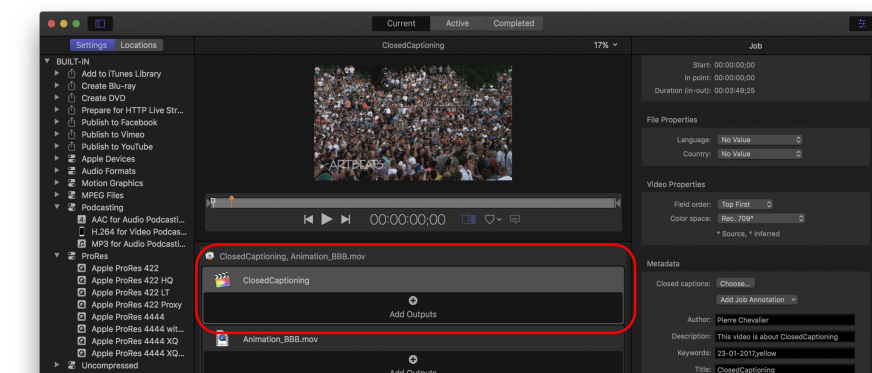 Current Active Completed
Settings Locations
ClosedCaptioning 17%
Job
BUILT-IN
Add to iTunes Library
Create Blu-ray
Create DVD
Prepare for HTTP Live Str...
Publish to Facebook
Publish to Vimeo
Publish to YouTube
Apple Devices
Audio Formats
Motion Graphics
MPEG Files
Podcasting
AAC for Audio Podcasti...
H.264 for Video Podcas...
MP3 for Audio Podcasti...
ProRes
Apple ProRes 422
Apple ProRes 422 HQ
Apple ProRes 422 LT
Apple ProRes 422 Proxy
Apple ProRes 4444
Apple ProRes 4444 wit...
Apple ProRes 4444 XQ
Apple ProRes 4444 XQ...
Uncompressed
ARTBEATS
00:00:00;00
ClosedCaptioning, Animation_BBB.mov
ClosedCaptioning
Add Outputs
Animation_BBB.mov
Add Outputs
Start: 00:00:00;00
In point: 00:00:00;00
Duration (in-out): 00:03:49;25
File Properties
Language: No Value
Country: No Value
Video Properties
Field order: Top First
Color space: Rec. 709*
* Source, † Inferred
Metadata
Closed captions: Choose...
Add Job Annotation
Author: Pierre Chevalier
Description: This video is about ClosedCaptioning
Keywords: 23-01-2017,yellow
Title: ClosedCaptioning